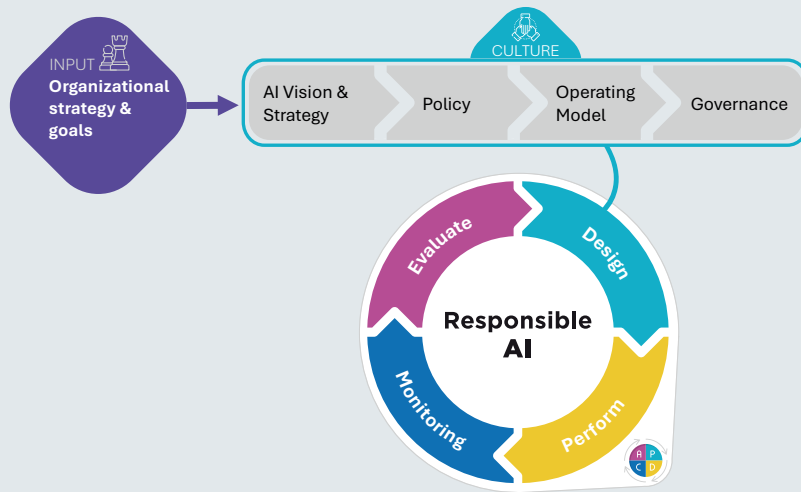 INPUT
Organizational
strategy &
goals
CULTURE
AI Vision &
Strategy
Policy
Operating
Model
Governance
Evaluate
Design
Responsible
AI
Monitoring
Perform
A P
C D